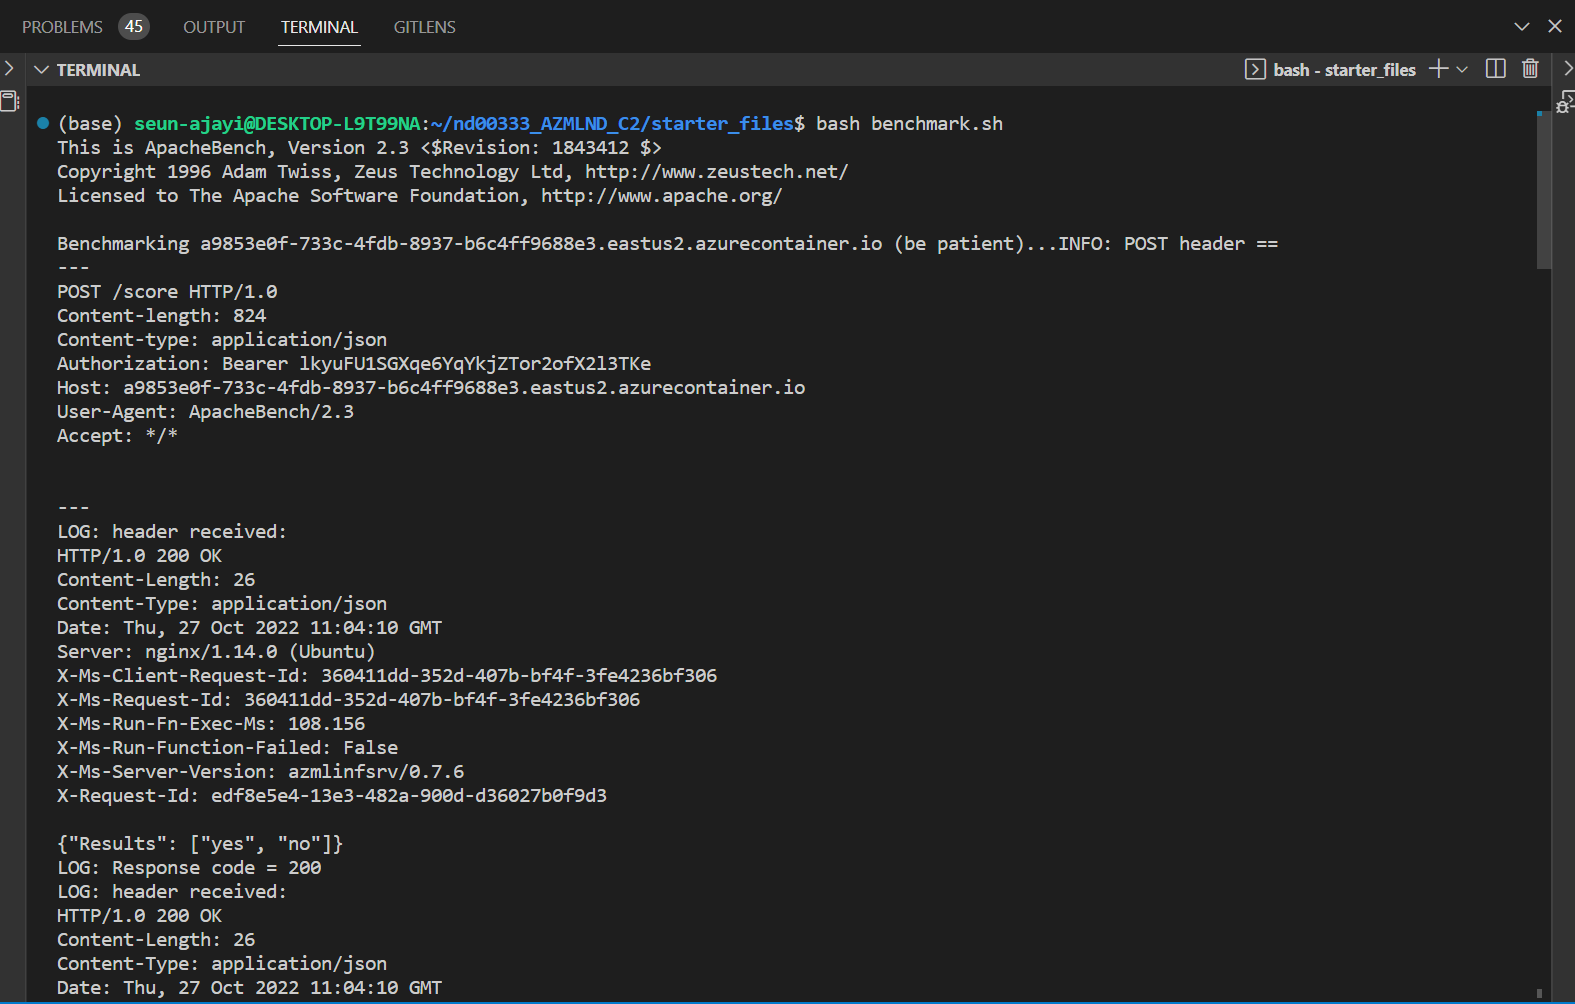 PROBLEMS 45 OUTPUT TERMINAL GITLENS
TERMINAL bash - starter_files
(base) seun-ajayi@DESKTOP-L9T99NA:~/nd00333_AZMLND_C2/starter_files$ bash benchmark.sh
This is ApacheBench, Version 2.3 <$Revision: 1843412 $>
Copyright 1996 Adam Twiss, Zeus Technology Ltd, http://www.zeustech.net/
Licensed to The Apache Software Foundation, http://www.apache.org/
Benchmarking a9853e0f-733c-4fdb-8937-b6c4ff9688e3.eastus2.azurecontainer.io (be patient)...INFO: POST header ==
---
POST /score HTTP/1.0
Content-length: 824
Content-type: application/json
Authorization: Bearer lkyuFU1SGXqe6YqYkjZTor2ofX2l3TKe
Host: a9853e0f-733c-4fdb-8937-b6c4ff9688e3.eastus2.azurecontainer.io
User-Agent: ApacheBench/2.3
Accept: */*
---
LOG: header received:
HTTP/1.0 200 OK
Content-Length: 26
Content-Type: application/json
Date: Thu, 27 Oct 2022 11:04:10 GMT
Server: nginx/1.14.0 (Ubuntu)
X-Ms-Client-Request-Id: 360411dd-352d-407b-bf4f-3fe4236bf306
X-Ms-Request-Id: 360411dd-352d-407b-bf4f-3fe4236bf306
X-Ms-Run-Fn-Exec-Ms: 108.156
X-Ms-Run-Function-Failed: False
X-Ms-Server-Version: azmlinfsrv/0.7.6
X-Request-Id: edf8e5e4-13e3-482a-900d-d36027b0f9d3
{"Results": ["yes", "no"]}
LOG: Response code = 200
LOG: header received:
HTTP/1.0 200 OK
Content-Length: 26
Content-Type: application/json
Date: Thu, 27 Oct 2022 11:04:10 GMT